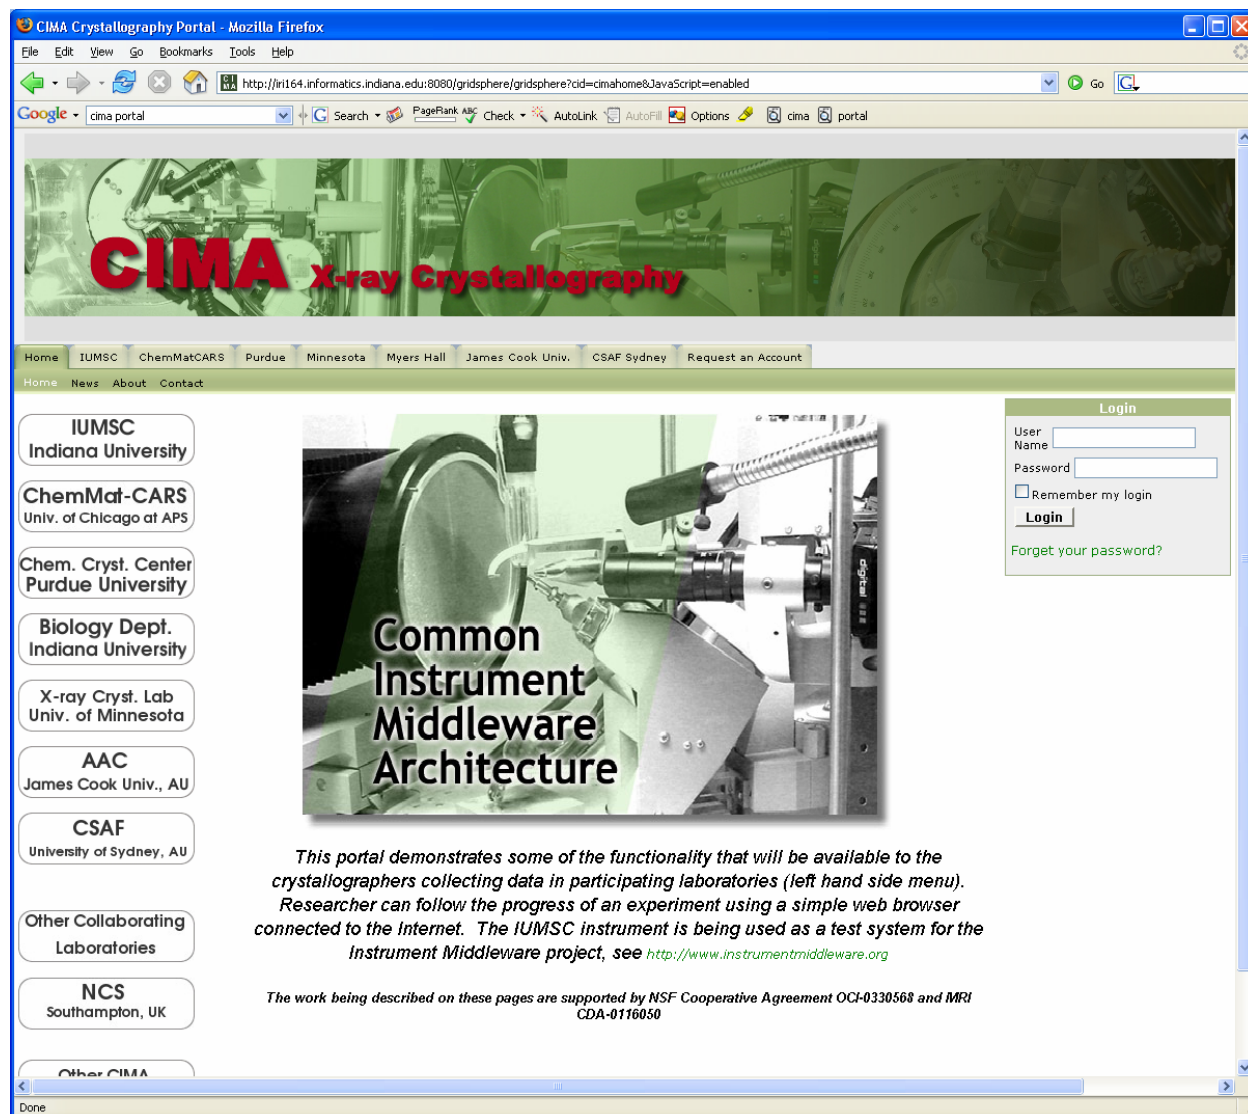 CIMA Crystallography Portal - Mozilla Firefox
File Edit View Go Bookmarks Tools Help
http://iri164.informatics.indiana.edu:8080/gridsphere/gridsphere?cid=cimahome&JavaScript=enabled
Go
G
Google
cima portal
G Search
PageRank
ABC Check
AutoLink
AutoFill
Options
cima
portal
CIMA X-ray Crystallography
digital
Home IUMSC ChemMatCARS Purdue Minnesota Myers Hall James Cook Univ. CSAF Sydney Request an Account
Home News About Contact
IUMSC
Indiana University
ChemMat-CARS
Univ. of Chicago at APS
Chem. Cryst. Center
Purdue University
Biology Dept.
Indiana University
X-ray Cryst. Lab
Univ. of Minnesota
AAC
James Cook Univ., AU
CSAF
University of Sydney, AU
Other Collaborating
Laboratories
NCS
Southampton, UK
Other CIMA
digital
Common
Instrument
Middleware
Architecture
This portal demonstrates some of the functionality that will be available to the
crystallographers collecting data in participating laboratories (left hand side menu).
Researcher can follow the progress of an experiment using a simple web browser
connected to the Internet. The IUMSC instrument is being used as a test system for the
Instrument Middleware project, see http://www.instrumentmiddleware.org
The work being described on these pages are supported by NSF Cooperative Agreement OCI-0330568 and MRI
CDA-0116050
Login
User
Name
Password
Remember my login
Login
Forget your password?
Done